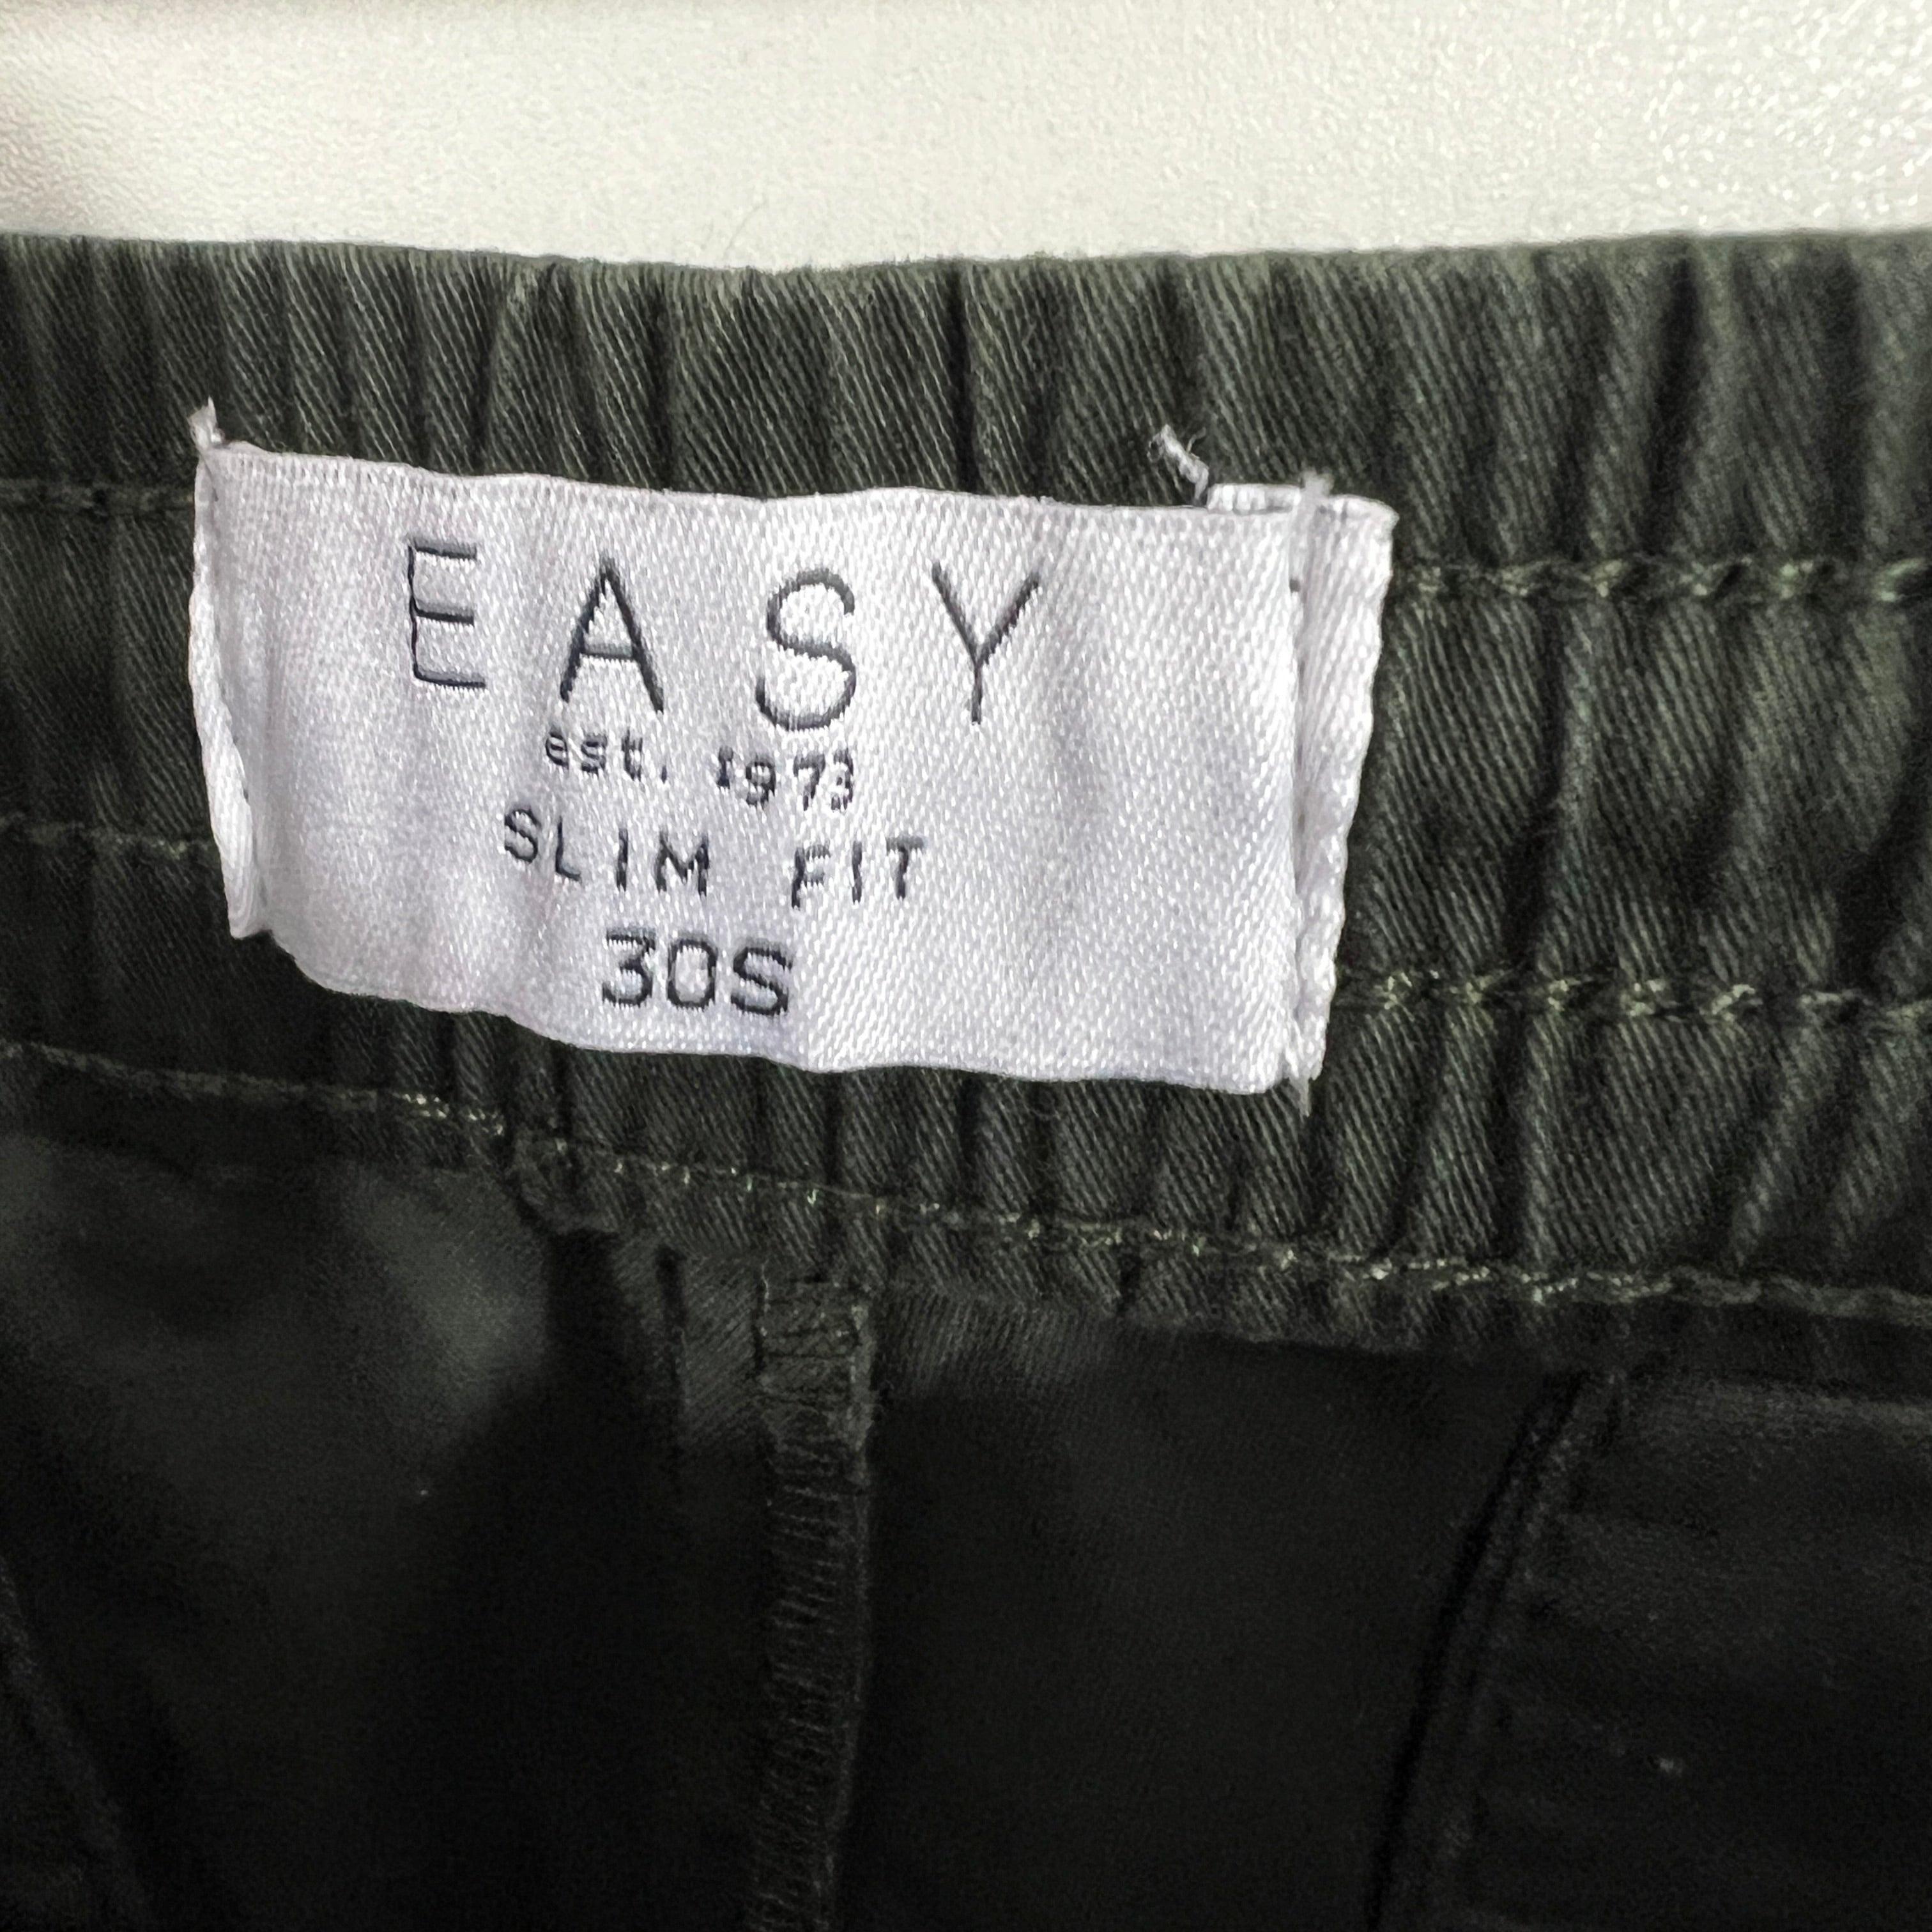 EASY
est. 1973
SLIM FIT
30S